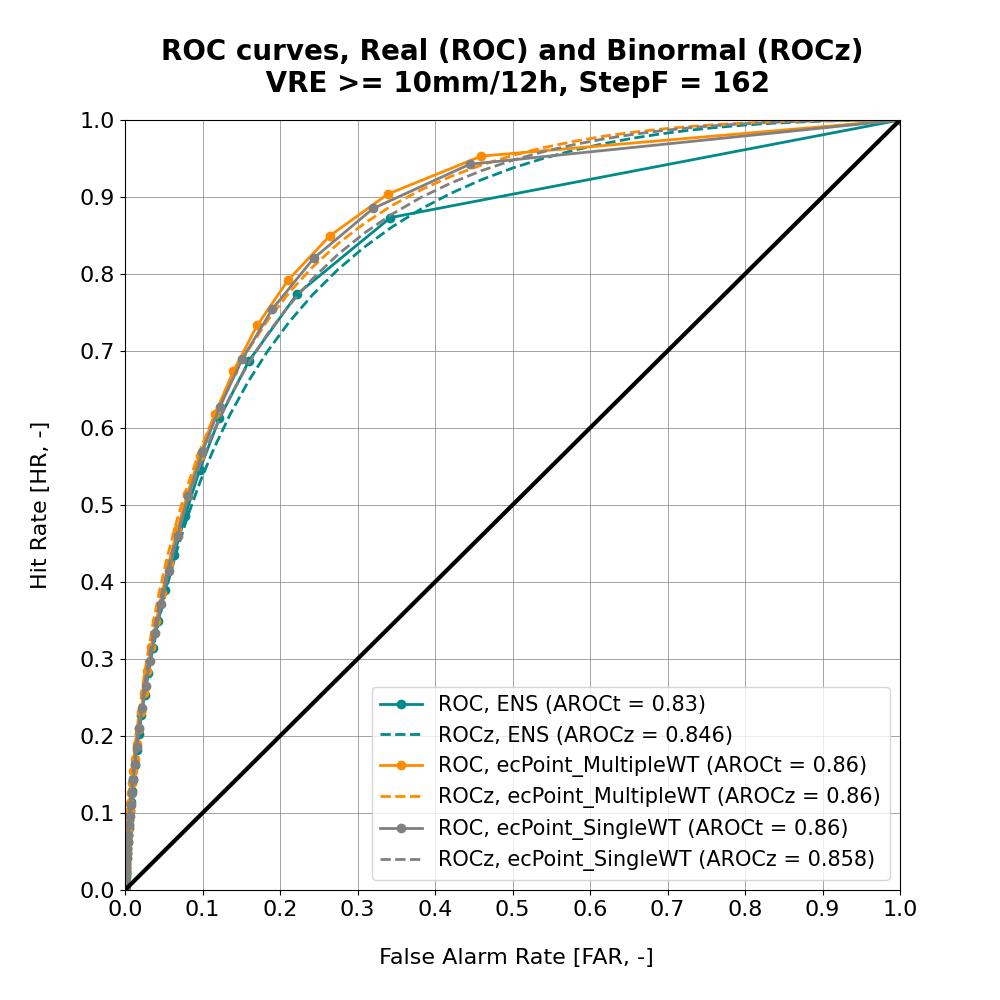 ROC curves, Real (ROC) and Binormal (ROCz)
VRE >= 10mm/12h, StepF = 162
1.0
0.9
0.8
0.7
0.6
0.5
0.4
0.3
0.2
0.1
0.0
Hit Rate [HR, -]
ROC, ENS (AROCt = 0.83)
ROCz, ENS (AROCz = 0.846)
ROC, ecPoint_MultipleWT (AROCt = 0.86)
ROCz, ecPoint_MultipleWT (AROCz = 0.86)
ROC, ecPoint_SingleWT (AROCt = 0.86)
ROCz, ecPoint_SingleWT (AROCz = 0.858)
0.0 0.1 0.2 0.3 0.4 0.5 0.6 0.7 0.8 0.9 1.0
False Alarm Rate [FAR, -]